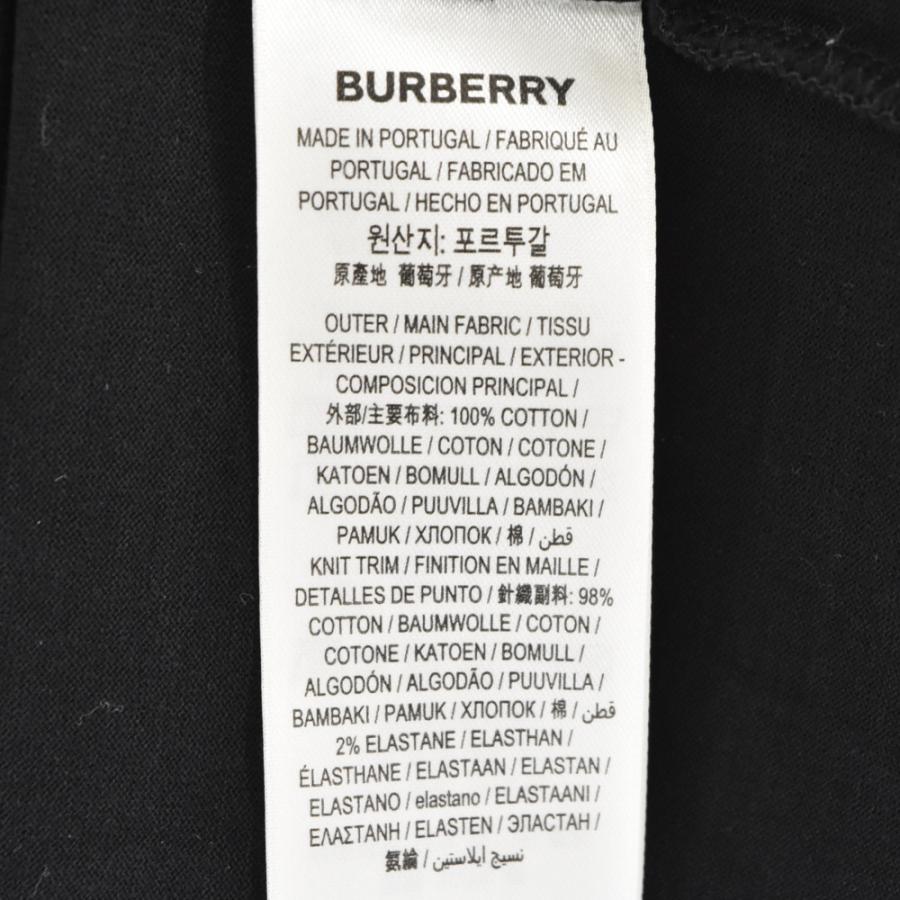 BURBERRY
MADE IN PORTUGAL / FABRIQUÉ AU
PORTUGAL / FABRICADO EM
PORTUGAL / HECHO EN PORTUGAL
원산지: 포르투갈
原產地 葡萄牙 / 原产地 葡萄牙
OUTER / MAIN FABRIC / TISSU
EXTÉRIEUR / PRINCIPAL / EXTERIOR -
COMPOSICION PRINCIPAL /
外部/主要布料: 100% COTTON /
BAUMWOLLE / COTON / COTONE /
KATOEN / BOMULL / ALGODÓN /
ALGODÃO / PUUVILLA / BAMBAKI /
PAMUK / ХЛОПОК / 棉 / قطن
KNIT TRIM / FINITION EN MAILLE /
DETALLES DE PUNTO / 針織副料: 98%
COTTON / BAUMWOLLE / COTON /
COTONE / KATOEN / BOMULL /
ALGODÓN / ALGODÃO / PUUVILLA /
BAMBAKI / PAMUK / ХЛОПОК / 棉 / قطن
2% ELASTANE / ELASTHAN /
ÉLASTHANE / ELASTAAN / ELASTAN /
ELASTANO / elastano / ELASTAANI /
ΕΛΑΣΤΑΝΗ / ELASTEN / ЭЛАСТАН /
氨綸 / نسيج ايلاستين